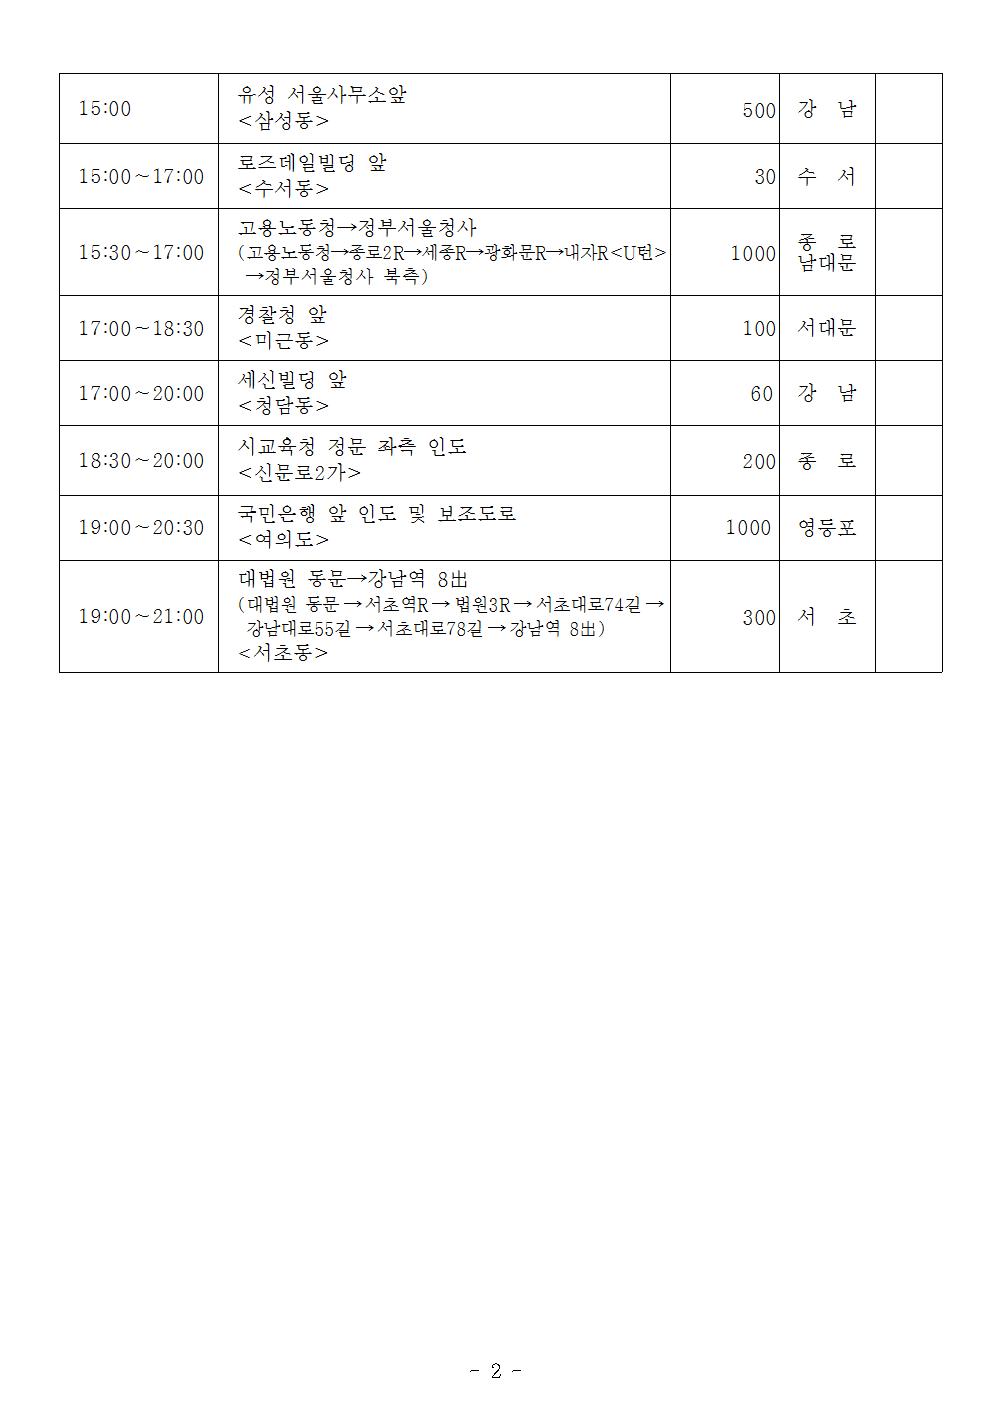 15:00
유성 서울사무소앞
<삼성동>
500
강 남
15:00~17:00
로즈데일빌딩 앞
<수서동>
30
수 서
15:30~17:00
고용노동청→정부서울청사
(고용노동청→종로2R→세종R→광화문R→내자R<U턴>
→정부서울청사 북측)
1000
종 로
남대문
17:00~18:30
경찰청 앞
<미근동>
100
서대문
17:00~20:00
세신빌딩 앞
<청담동>
60
강 남
18:30~20:00
시교육청 정문 좌측 인도
<신문로2가>
200
종 로
19:00~20:30
국민은행 앞 인도 및 보조도로
<여의도>
1000
영등포
19:00~21:00
대법원 동문→강남역 8出
(대법원 동문→서초역R→법원3R→서초대로74길→
강남대로55길→서초대로78길→강남역 8出)
<서초동>
300
서 초
- 2 -